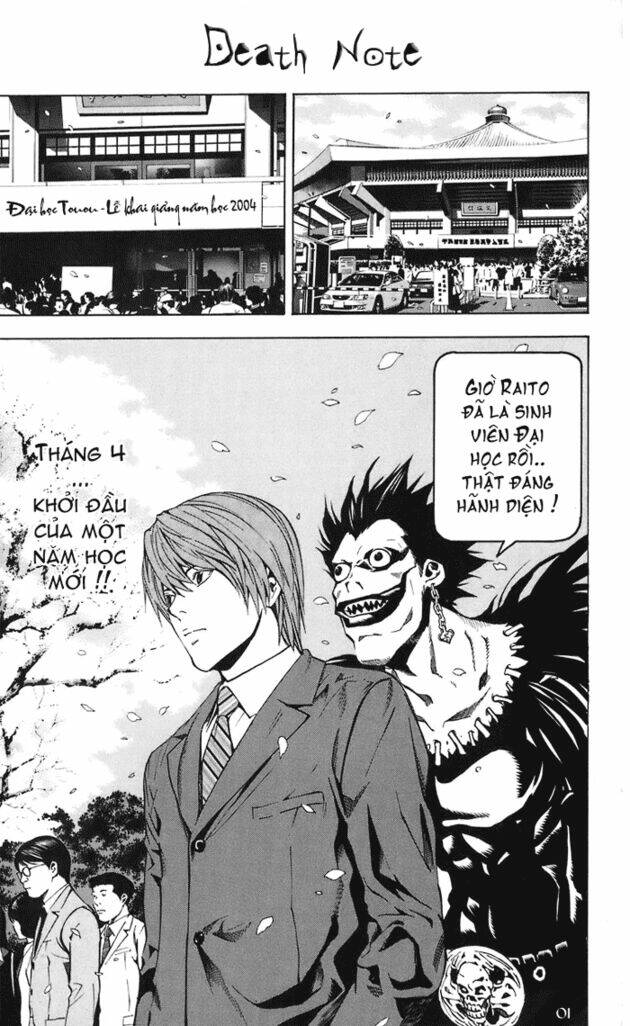 Death Note
Đại học Touou - Lễ khai giảng năm học 2004
THÁNG 4
...
KHỞI ĐẦU
CỦA MỘT
NĂM HỌC
MỚI !!
GIỜ RAITO
ĐÃ LÀ SINH
VIÊN ĐẠI
HỌC RỒI..
THẬT ĐÁNG
HÃNH DIỆN !
01